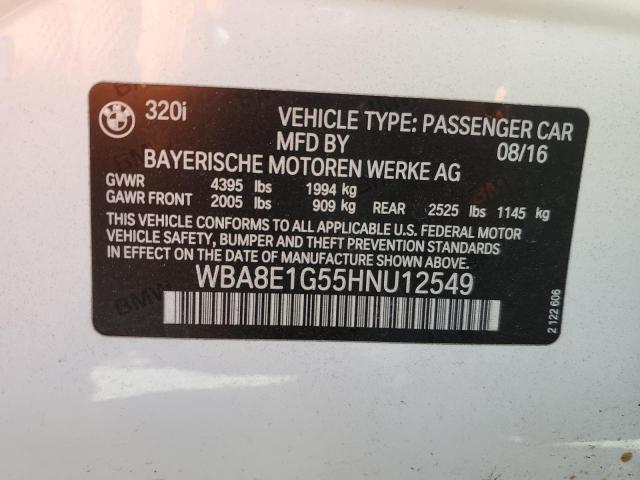 BMW 320i VEHICLE TYPE: PASSENGER CAR
MFD BY 08/16
BAYERISCHE MOTOREN WERKE AG
GVWR 4395 lbs 1994 kg
GAWR FRONT 2005 lbs 909 kg REAR 2525 lbs 1145 kg
THIS VEHICLE CONFORMS TO ALL APPLICABLE U.S. FEDERAL MOTOR
VEHICLE SAFETY, BUMPER AND THEFT PREVENTION STANDARDS
IN EFFECT ON THE DATE OF MANUFACTURE SHOWN ABOVE.
WBA8E1G55HNU12549
2 122 606